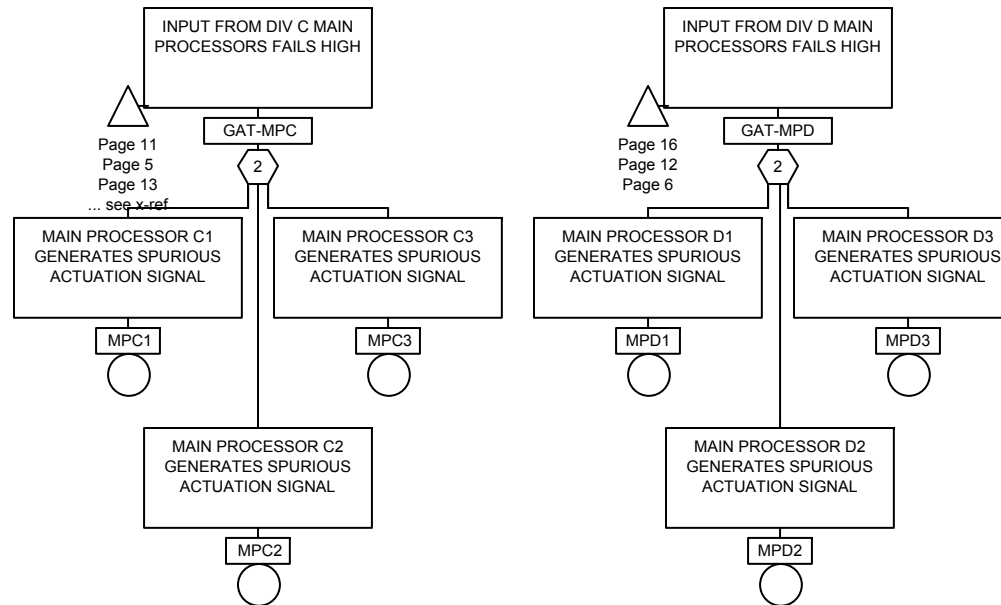 INPUT FROM DIV C MAIN
PROCESSORS FAILS HIGH
GAT-MPC
2
Page 11
Page 5
Page 13
... see x-ref
MAIN PROCESSOR C1
GENERATES SPURIOUS
ACTUATION SIGNAL
MPC1
MAIN PROCESSOR C3
GENERATES SPURIOUS
ACTUATION SIGNAL
MPC3
MAIN PROCESSOR C2
GENERATES SPURIOUS
ACTUATION SIGNAL
MPC2
INPUT FROM DIV D MAIN
PROCESSORS FAILS HIGH
GAT-MPD
2
Page 16
Page 12
Page 6
MAIN PROCESSOR D1
GENERATES SPURIOUS
ACTUATION SIGNAL
MPD1
MAIN PROCESSOR D3
GENERATES SPURIOUS
ACTUATION SIGNAL
MPD3
MAIN PROCESSOR D2
GENERATES SPURIOUS
ACTUATION SIGNAL
MPD2